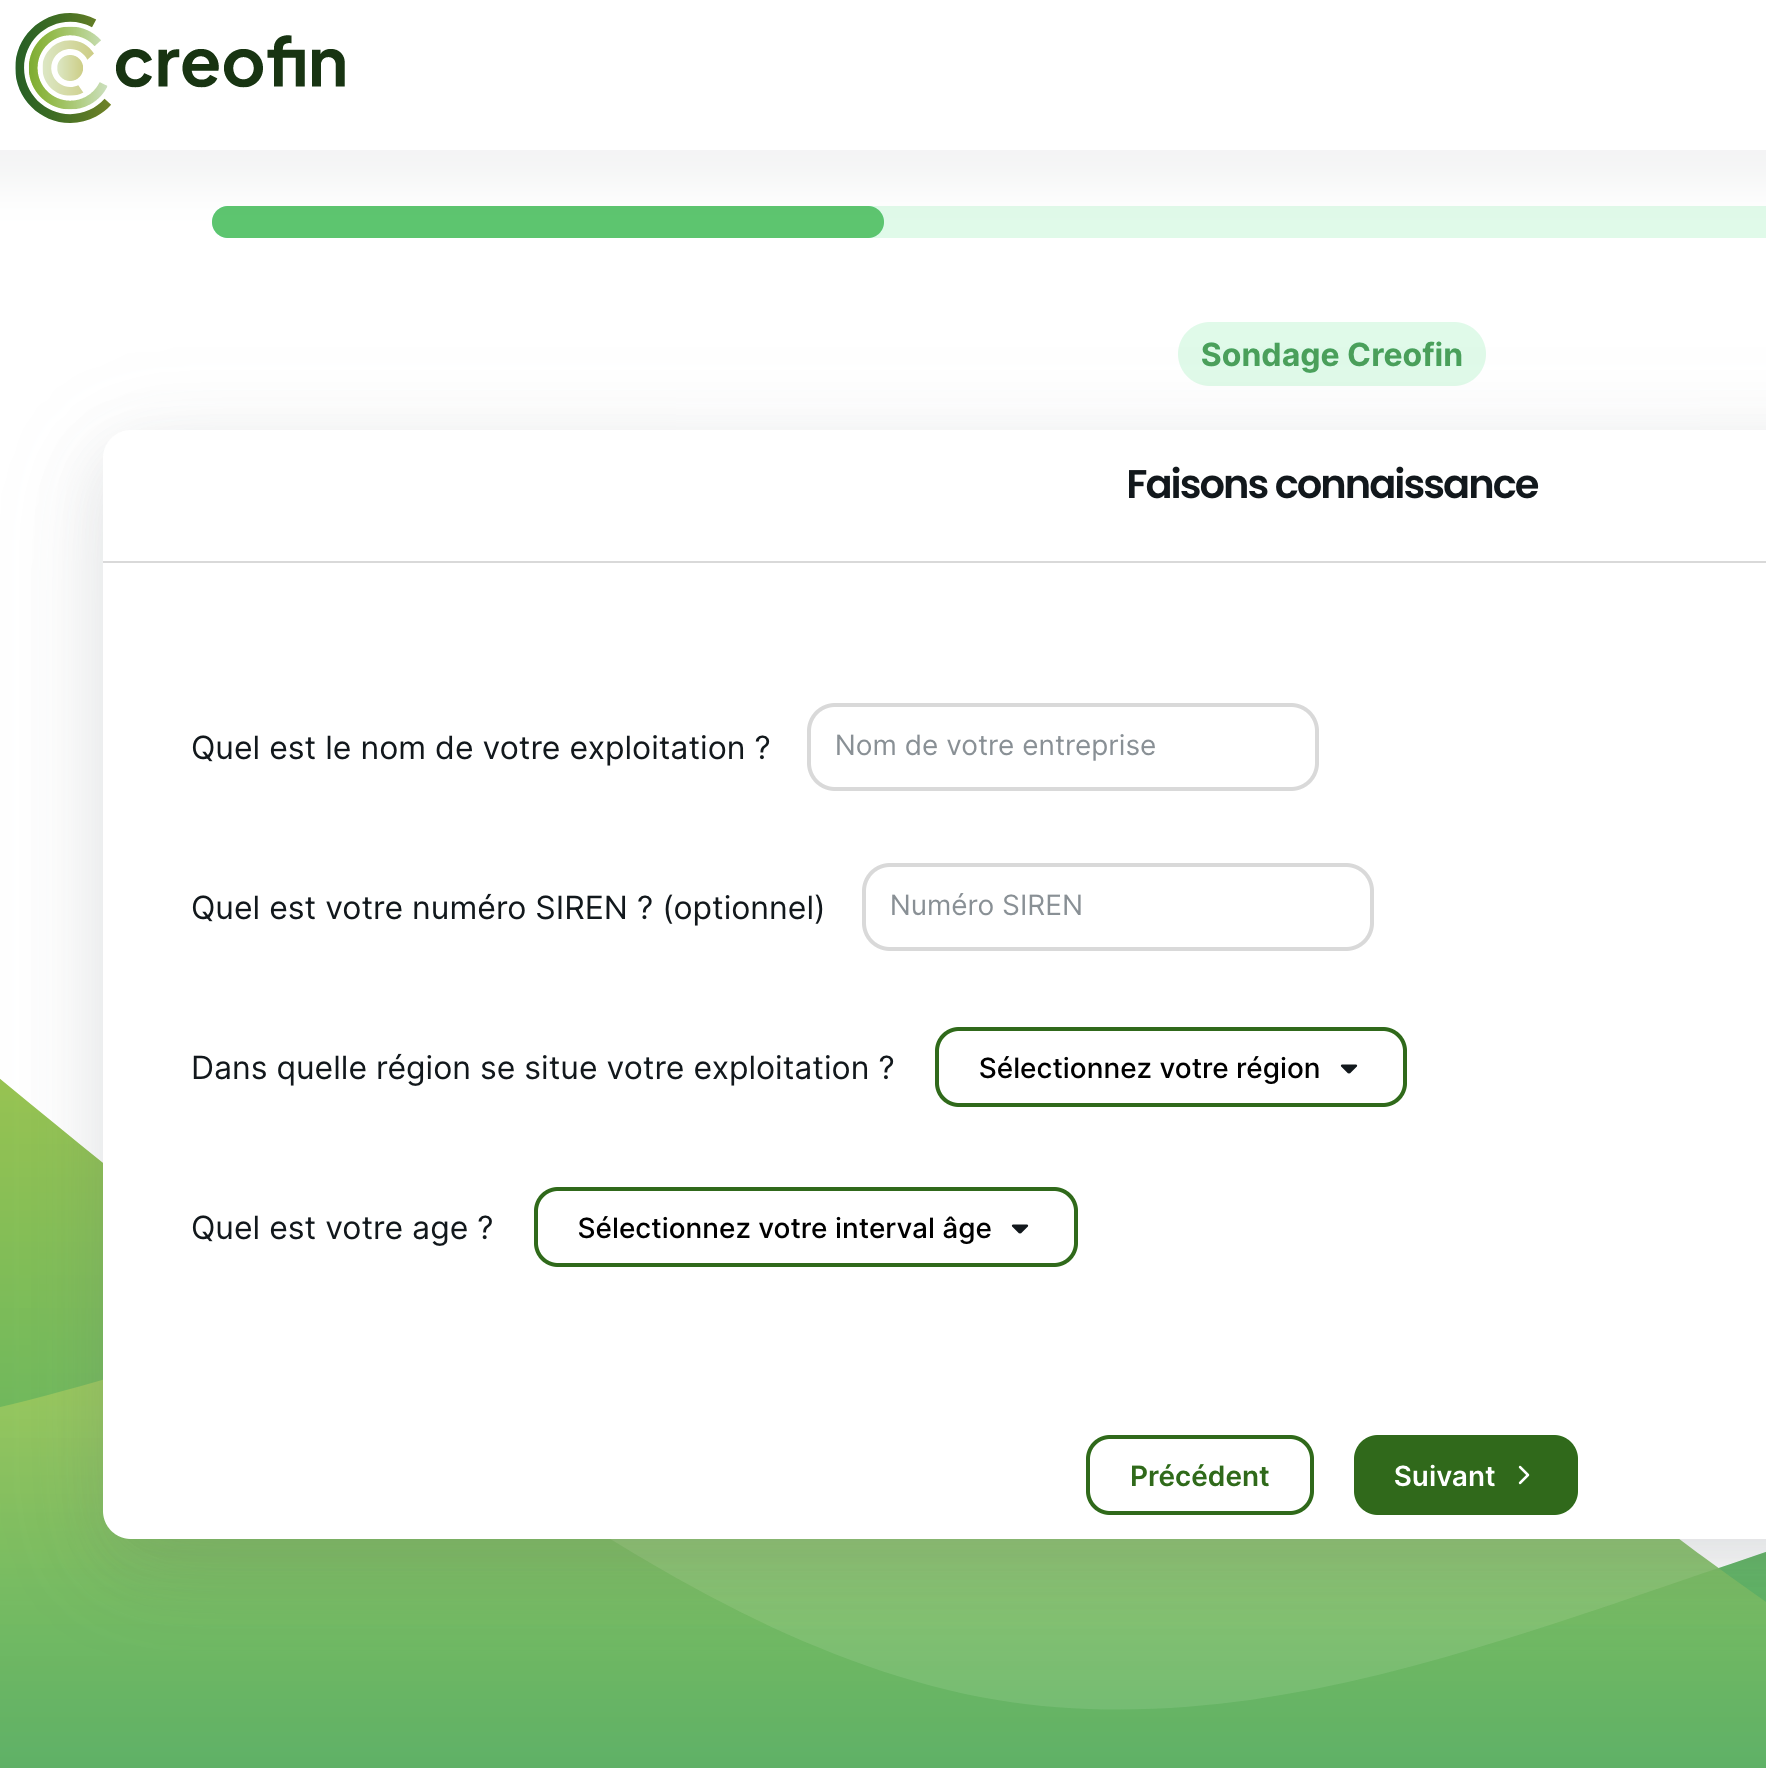 creofin
Sondage Creofin
Faisons connaissance
Quel est le nom de votre exploitation ? Nom de votre entreprise
Quel est votre numéro SIREN ? (optionnel) Numéro SIREN
Dans quelle région se situe votre exploitation ? Sélectionnez votre région
Quel est votre age ? Sélectionnez votre interval âge
Précédent Suivant